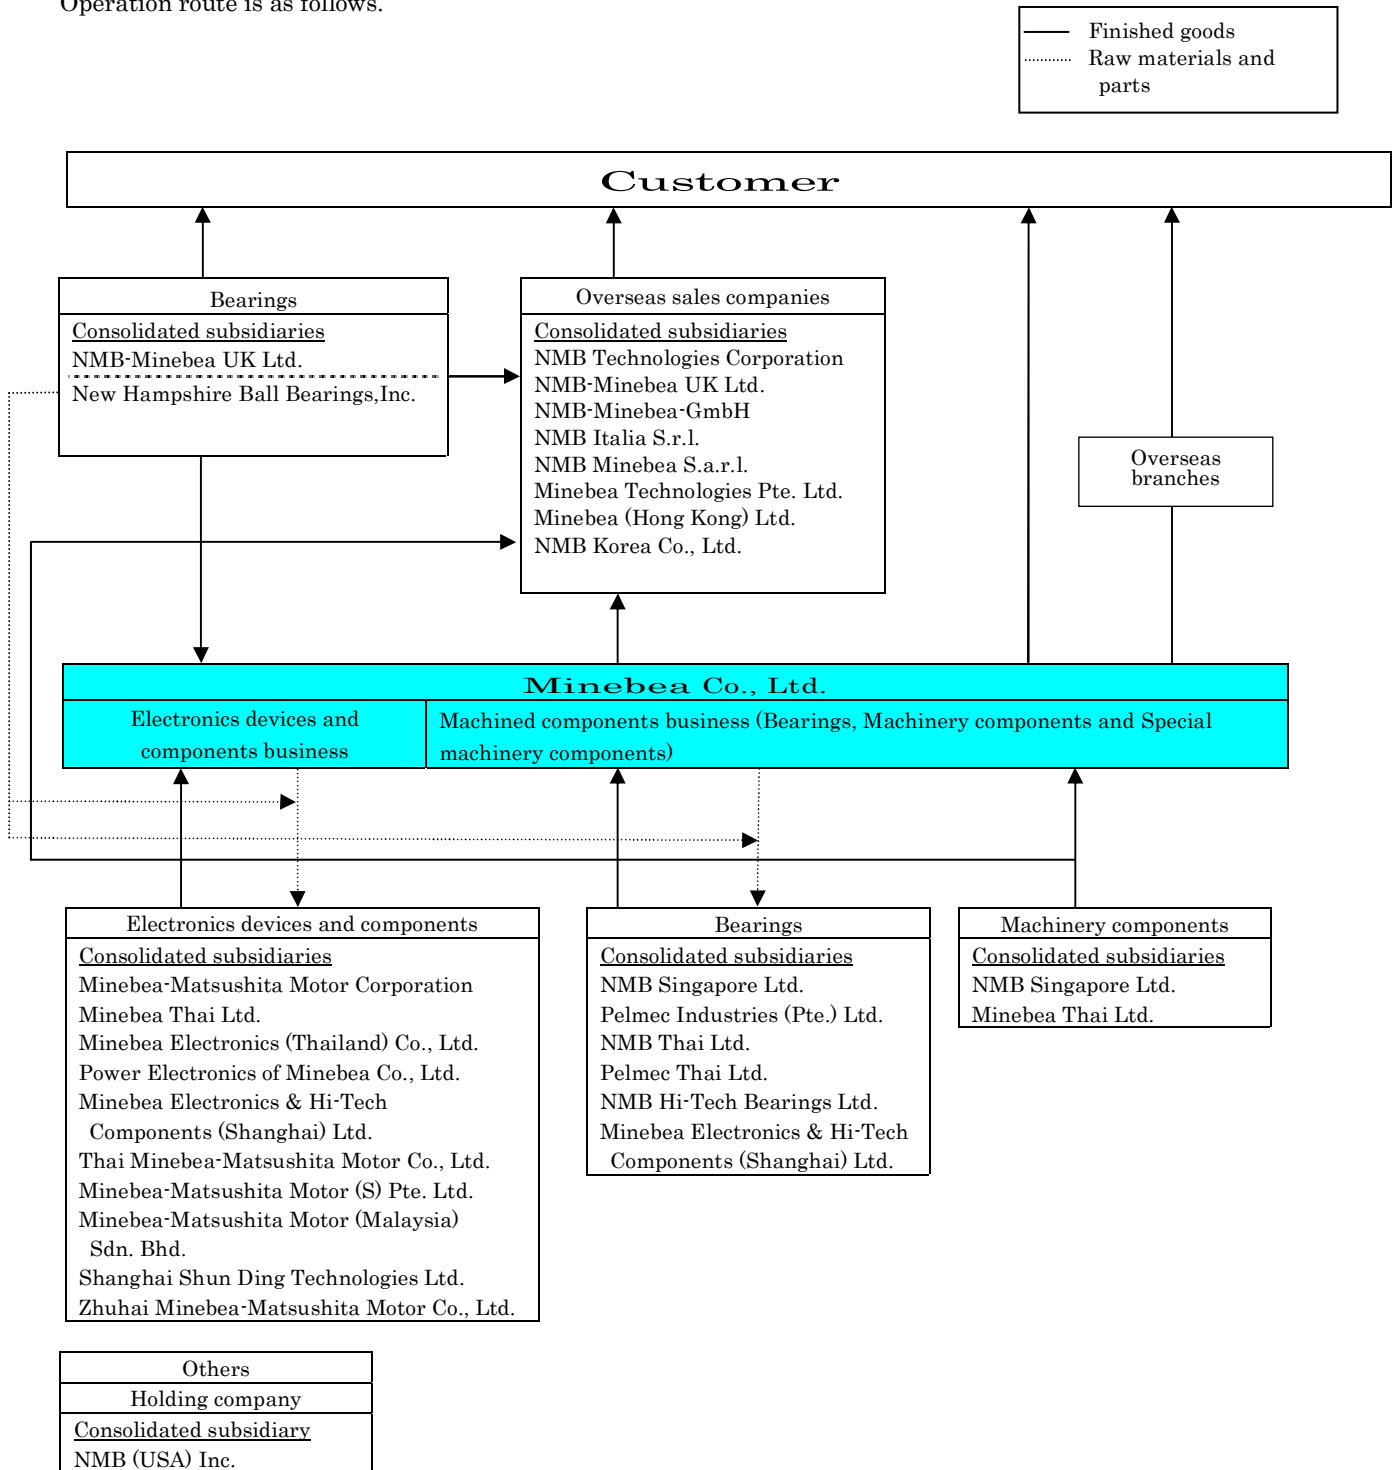 Operation route is as follows.
Finished goods
Raw materials and
parts
Customer
Bearings
Consolidated subsidiaries
NMB-Minebea UK Ltd.
New Hampshire Ball Bearings,Inc.
Overseas sales companies
Consolidated subsidiaries
NMB Technologies Corporation
NMB-Minebea UK Ltd.
NMB-Minebea-GmbH
NMB Italia S.r.l.
NMB Minebea S.a.r.l.
Minebea Technologies Pte. Ltd.
Minebea (Hong Kong) Ltd.
NMB Korea Co., Ltd.
Overseas
branches
Minebea Co., Ltd.
Electronics devices and
components business
Machined components business (Bearings, Machinery components and Special
machinery components)
Electronics devices and components
Consolidated subsidiaries
Minebea-Matsushita Motor Corporation
Minebea Thai Ltd.
Minebea Electronics (Thailand) Co., Ltd.
Power Electronics of Minebea Co., Ltd.
Minebea Electronics & Hi-Tech
Components (Shanghai) Ltd.
Thai Minebea-Matsushita Motor Co., Ltd.
Minebea-Matsushita Motor (S) Pte. Ltd.
Minebea-Matsushita Motor (Malaysia)
Sdn. Bhd.
Shanghai Shun Ding Technologies Ltd.
Zhuhai Minebea-Matsushita Motor Co., Ltd.
Bearings
Consolidated subsidiaries
NMB Singapore Ltd.
Pelmec Industries (Pte.) Ltd.
NMB Thai Ltd.
Pelmec Thai Ltd.
NMB Hi-Tech Bearings Ltd.
Minebea Electronics & Hi-Tech
Components (Shanghai) Ltd.
Machinery components
Consolidated subsidiaries
NMB Singapore Ltd.
Minebea Thai Ltd.
Others
Holding company
Consolidated subsidiary
NMB (USA) Inc.